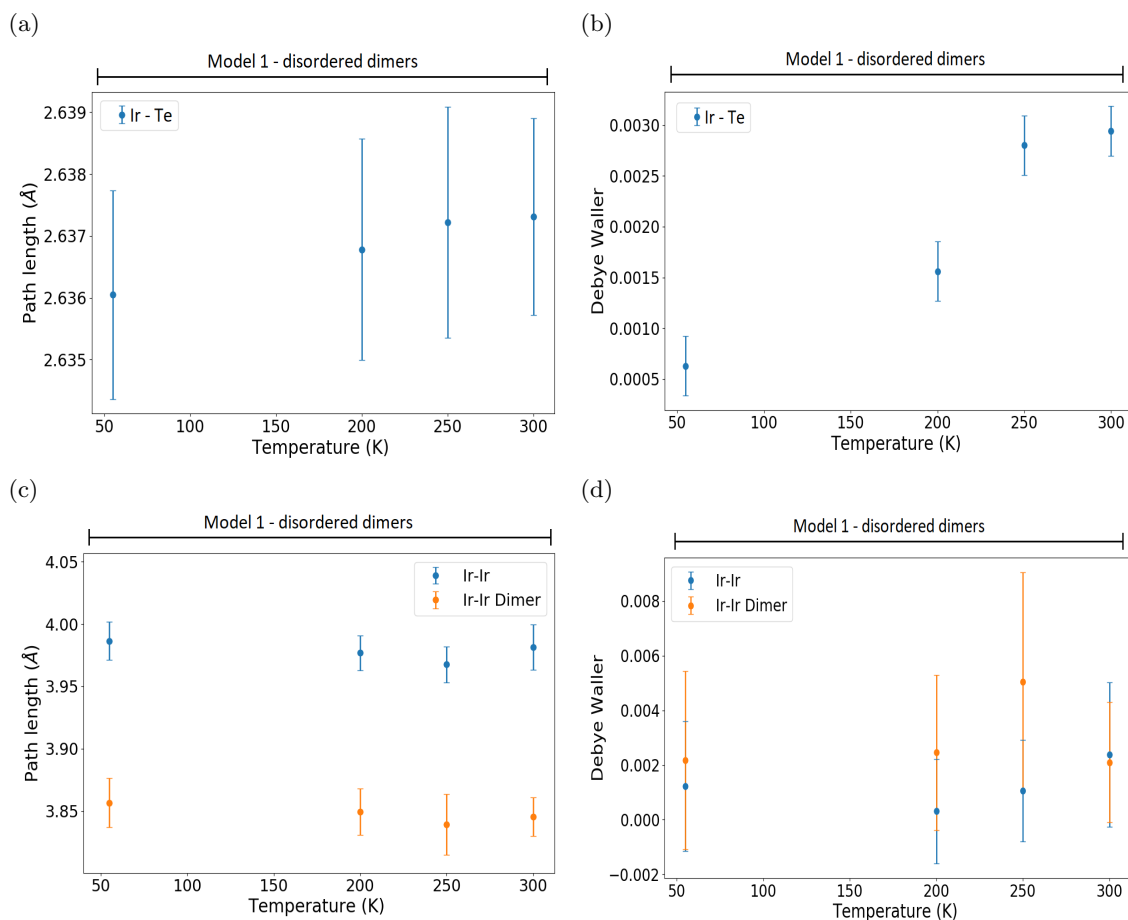 (a)
Model 1 - disordered dimers
Ir - Te
2.639
2.638
2.637
2.636
2.635
Path length (Å)
50 100 150 200 250 300
Temperature (K)
(b)
Model 1 - disordered dimers
Ir - Te
0.0030
0.0025
0.0020
0.0015
0.0010
0.0005
Debye Waller
50 100 150 200 250 300
Temperature (K)
(c)
Model 1 - disordered dimers
Ir-Ir
Ir-Ir Dimer
4.05
4.00
3.95
3.90
3.85
Path length (Å)
50 100 150 200 250 300
Temperature (K)
(d)
Model 1 - disordered dimers
Ir-Ir
Ir-Ir Dimer
0.008
0.006
0.004
0.002
0.000
−0.002
Debye Waller
50 100 150 200 250 300
Temperature (K)